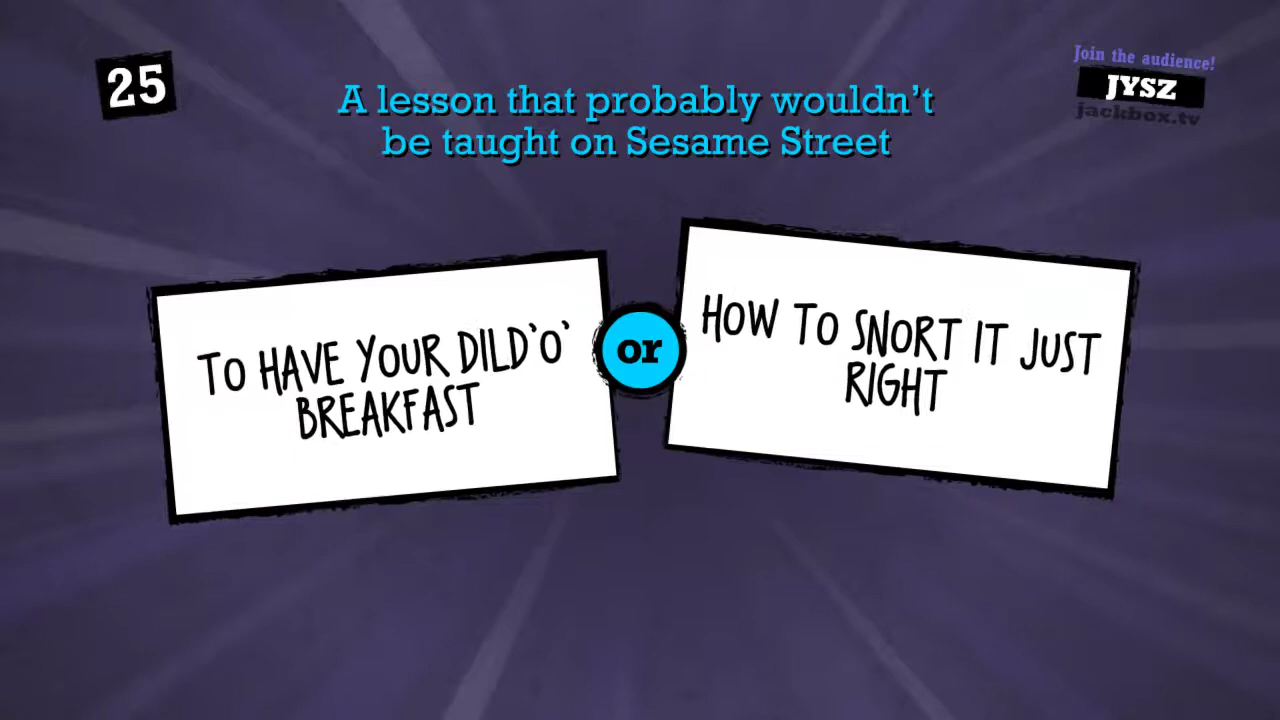 25
Join the audience!
JYSZ
jackbox.tv
A lesson that probably wouldn't
be taught on Sesame Street
TO HAVE YOUR DILD'O'
BREAKFAST
or
HOW TO SNORT IT JUST
RIGHT